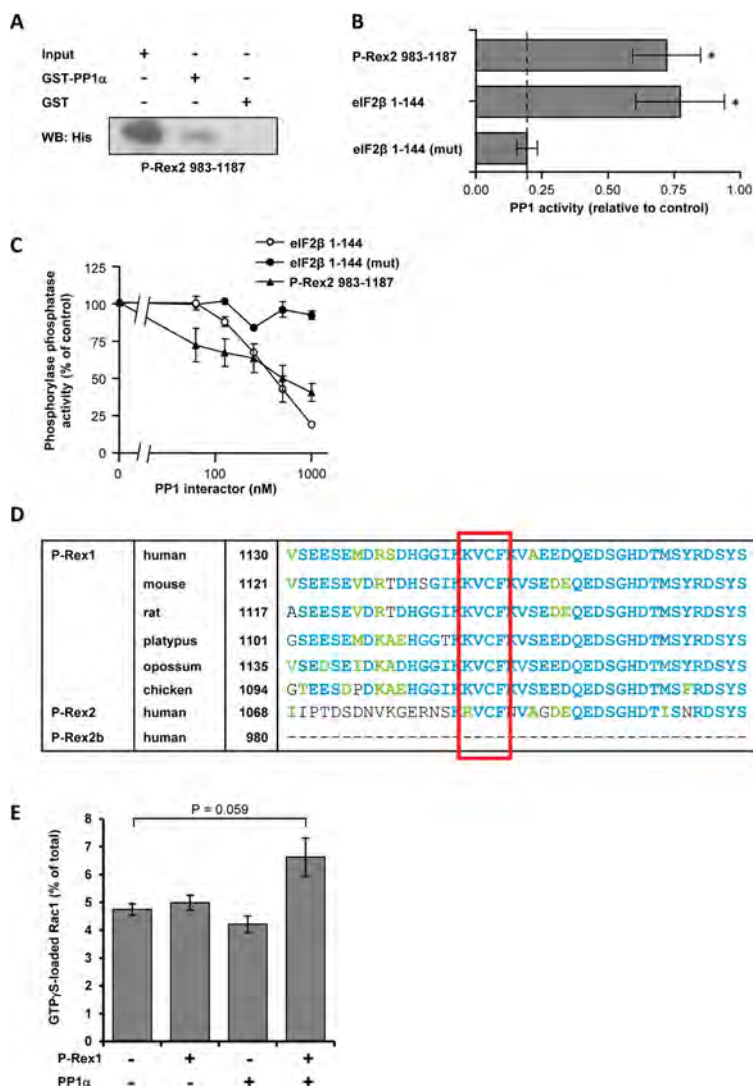 A
Input + - -
GST-PP1α - + -
GST - - +
WB: His
P-Rex2 983-1187
B
P-Rex2 983-1187
*
eIF2β 1-144
*
eIF2β 1-144 (mut)
0.00 0.25 0.50 0.75 1.00
PP1 activity (relative to control)
C
eIF2β 1-144
eIF2β 1-144 (mut)
P-Rex2 983-1187
Phosphorylase phosphatase
activity (% of control)
125
100
75
50
25
0
0 100 1000
PP1 interactor (nM)
D
P-Rex1 human 1130 VSEESEMDRSDHGGIKKVCFKVAEEDQEDSGHDTMSYRDSYS
mouse 1121 VSEESEVDRTDHSGIKKVCFKVSEDEQEDSGHDTMSYRDSYS
rat 1117 ASEESEVDRTDHGGIKKVCFKVSEDEQEDSGHDTMSYRDSYS
platypus 1101 GSEESEMDKAEHGGTKKVCFKVSEEDQEDSGHDTMSYRDSYS
opossum 1135 VSEDSEIDKADHGGIKKVCFKVSEEDQEDSGHDTMSYRDSYS
chicken 1094 GTEESDPDKAEHGGIKKVCFKVSEEDQEDSGHDTMSFRDSYS
P-Rex2 human 1068 IIPTDSDNVKGERNSKRVCFNVAGDEQEDSGHDTISNRDSYS
P-Rex2b human 980 ------------------------------------------
E
P = 0.059
GTPγS-loaded Rac1 (% of total)
8
7
6
5
4
3
2
1
0
P-Rex1 - + - +
PP1α - - + +